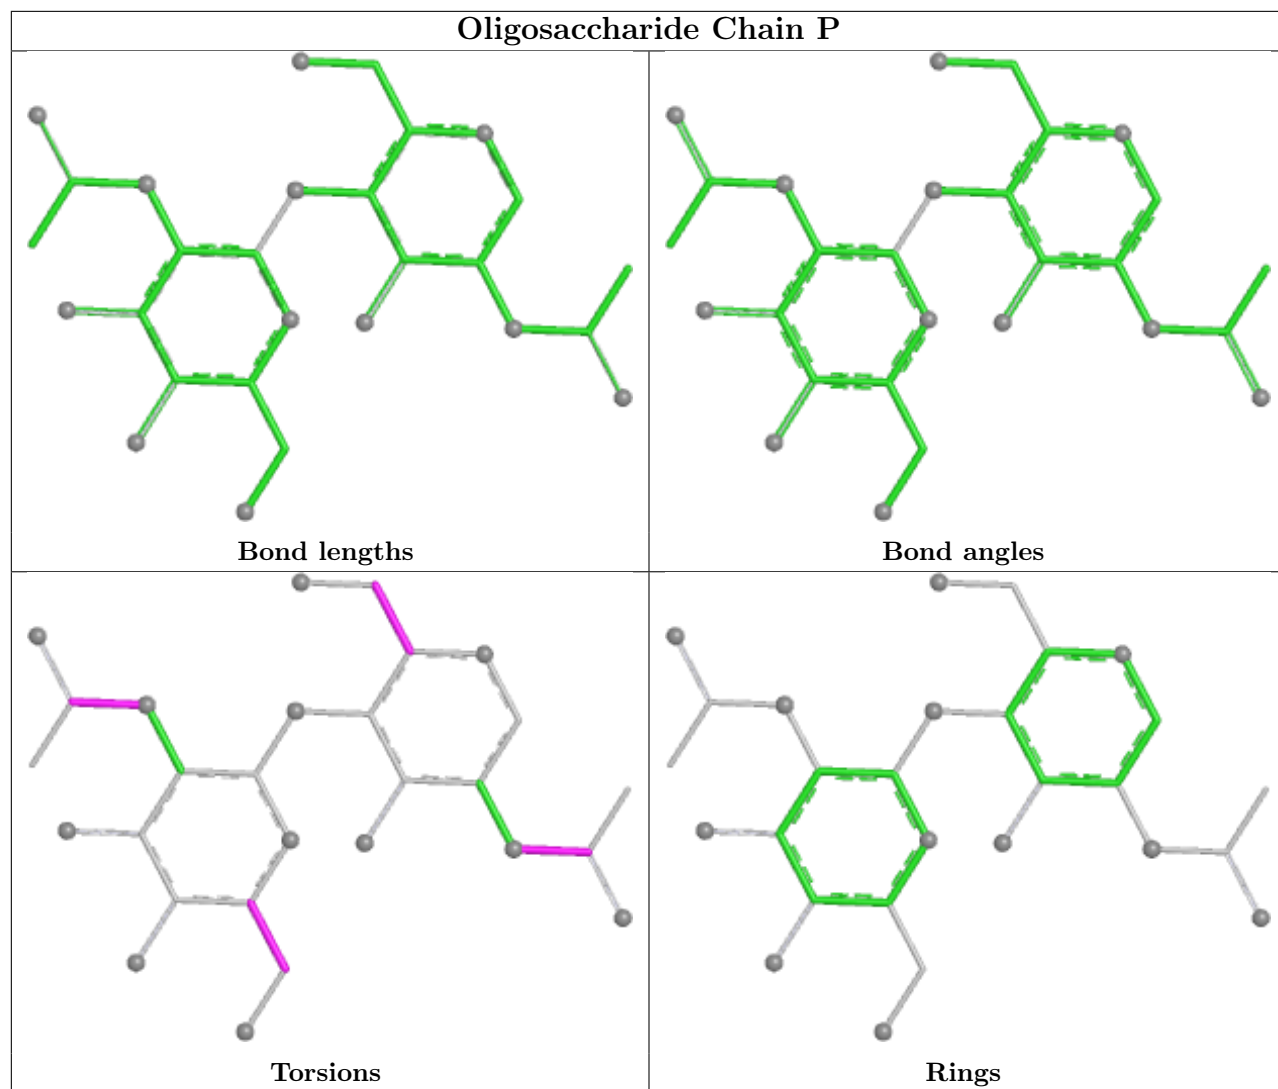 Oligosaccharide Chain P
Bond lengths
Bond angles
Torsions
Rings